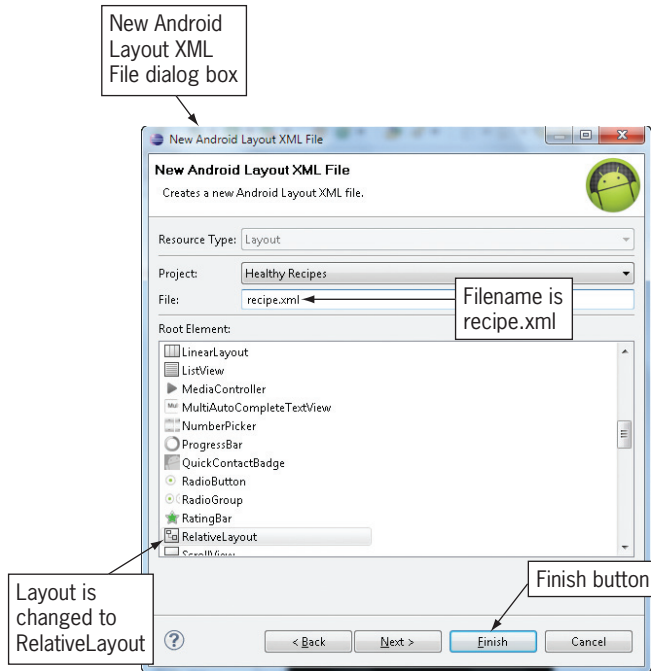 New Android
Layout XML
File dialog box
New Android Layout XML File
New Android Layout XML File
Creates a new Android Layout XML file.
Resource Type: Layout
Project: Healthy Recipes
File: recipe.xml
Filename is
recipe.xml
Root Element:
LinearLayout
ListView
MediaController
Mul MultiAutoCompleteTextView
NumberPicker
ProgressBar
QuickContactBadge
RadioButton
RadioGroup
RatingBar
RelativeLayout
ScrollView
Layout is
changed to
RelativeLayout
Finish button
? < Back Next > Finish Cancel